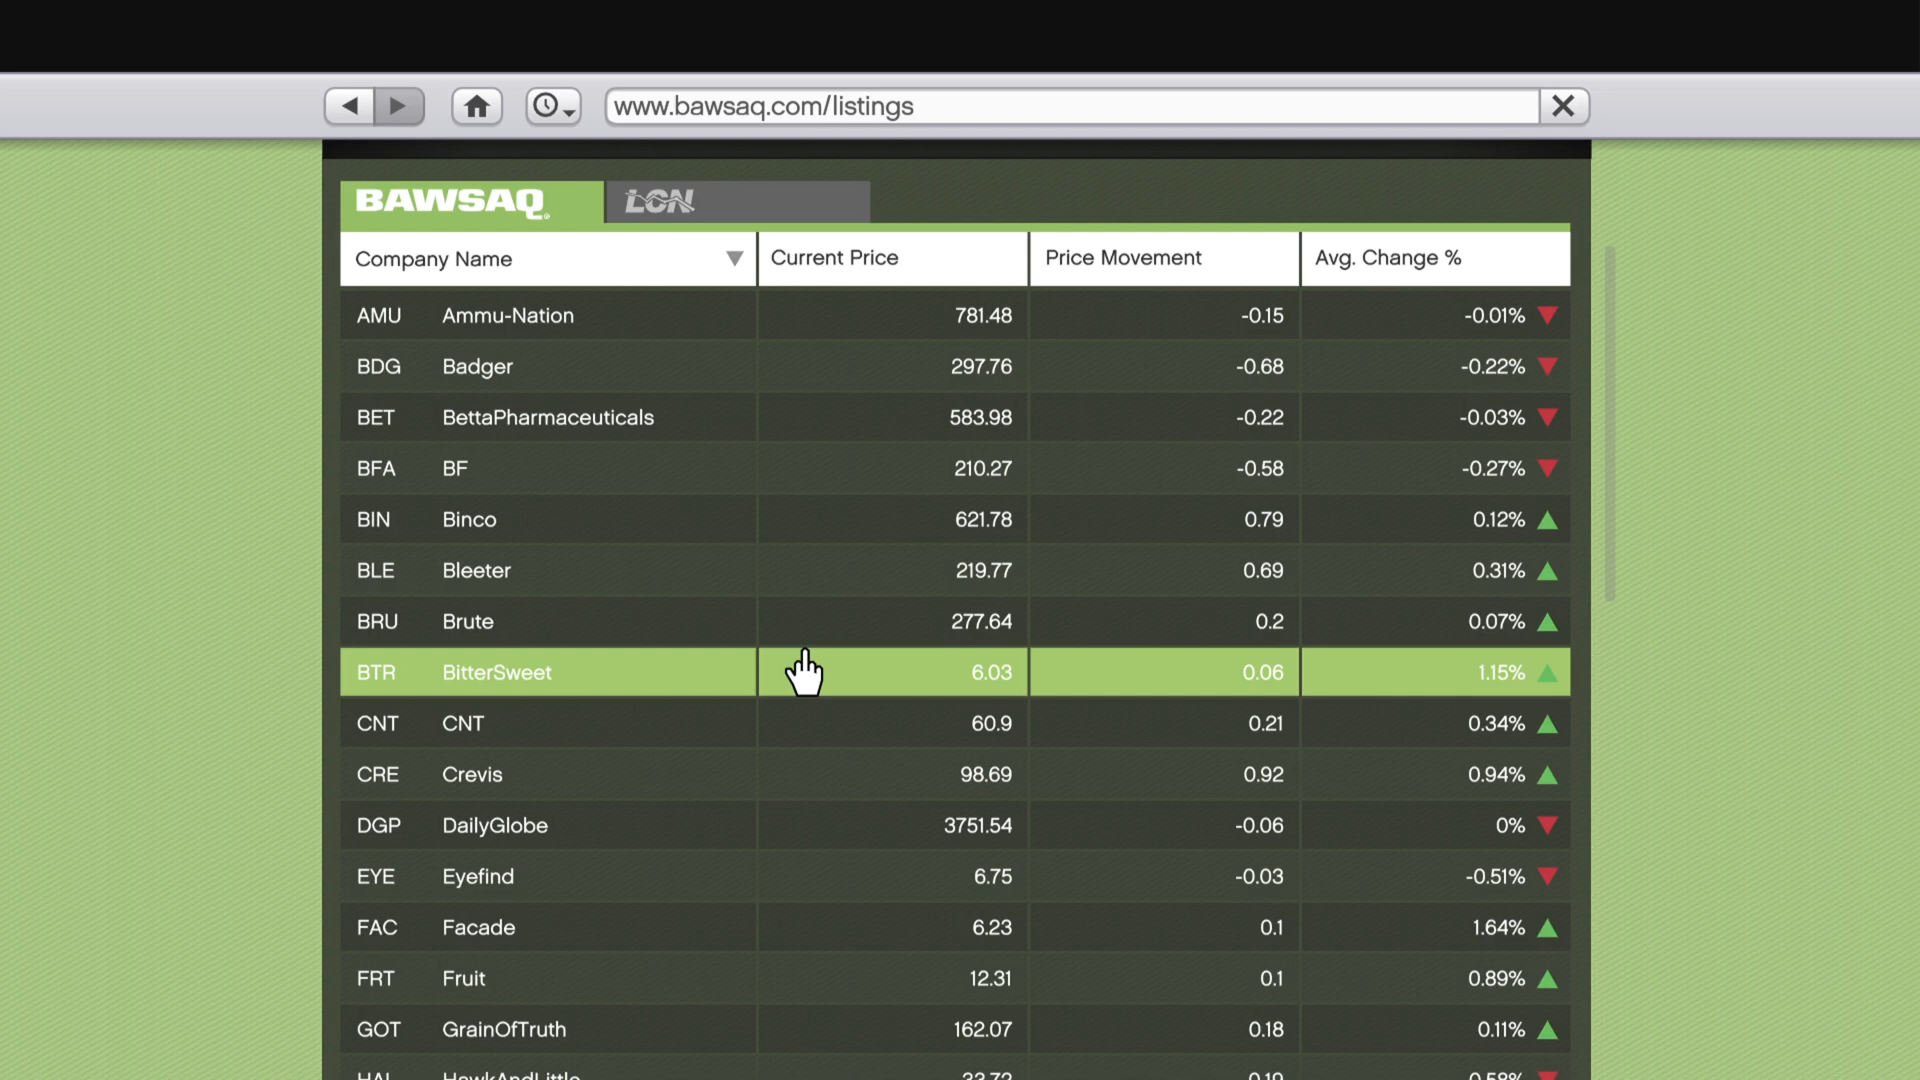 www.bawsaq.com/listings
BAWSAQ LCN
Company Name Current Price Price Movement Avg. Change %
AMU Ammu-Nation 781.48 -0.15 -0.01%
BDG Badger 297.76 -0.68 -0.22%
BET BettaPharmaceuticals 583.98 -0.22 -0.03%
BFA BF 210.27 -0.58 -0.27%
BIN Binco 621.78 0.79 0.12%
BLE Bleeter 219.77 0.69 0.31%
BRU Brute 277.64 0.2 0.07%
BTR BitterSweet 6.03 0.06 1.15%
CNT CNT 60.9 0.21 0.34%
CRE Crevis 98.69 0.92 0.94%
DGP DailyGlobe 3751.54 -0.06 0%
EYE Eyefind 6.75 -0.03 -0.51%
FAC Facade 6.23 0.1 1.64%
FRT Fruit 12.31 0.1 0.89%
GOT GrainOfTruth 162.07 0.18 0.11%
HAL HawkAndLittle